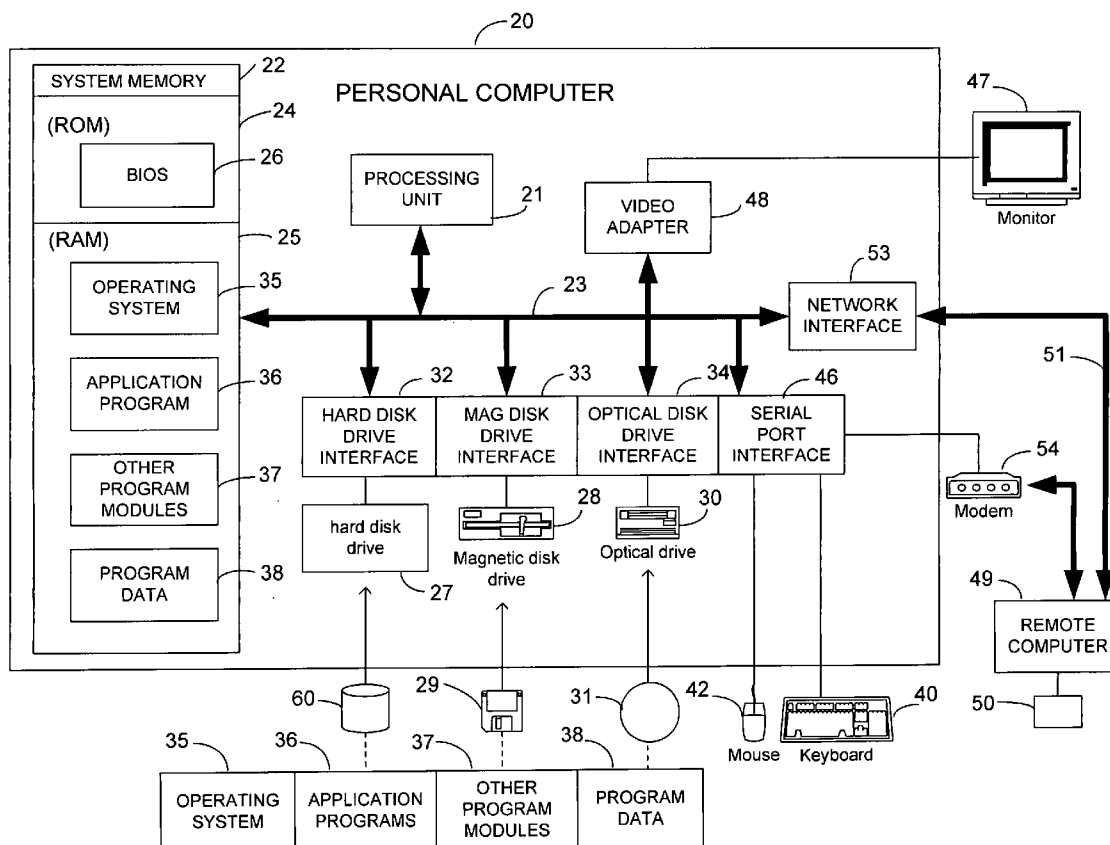 20
SYSTEM MEMORY
22
24
(ROM)
26
BIOS
(RAM)
25
OPERATING
SYSTEM
35
APPLICATION
PROGRAM
36
OTHER
PROGRAM
MODULES
37
PROGRAM
DATA
38
PERSONAL COMPUTER
PROCESSING
UNIT
21
VIDEO
ADAPTER
48
47
Monitor
23
53
NETWORK
INTERFACE
51
32
33
34
46
HARD DISK
DRIVE
INTERFACE
MAG DISK
DRIVE
INTERFACE
OPTICAL DISK
DRIVE
INTERFACE
SERIAL
PORT
INTERFACE
54
Modem
hard disk
drive
27
28
Magnetic disk
drive
30
Optical drive
49
REMOTE
COMPUTER
50
60
29
31
42
Mouse
40
Keyboard
35
36
37
38
OPERATING
SYSTEM
APPLICATION
PROGRAMS
OTHER
PROGRAM
MODULES
PROGRAM
DATA